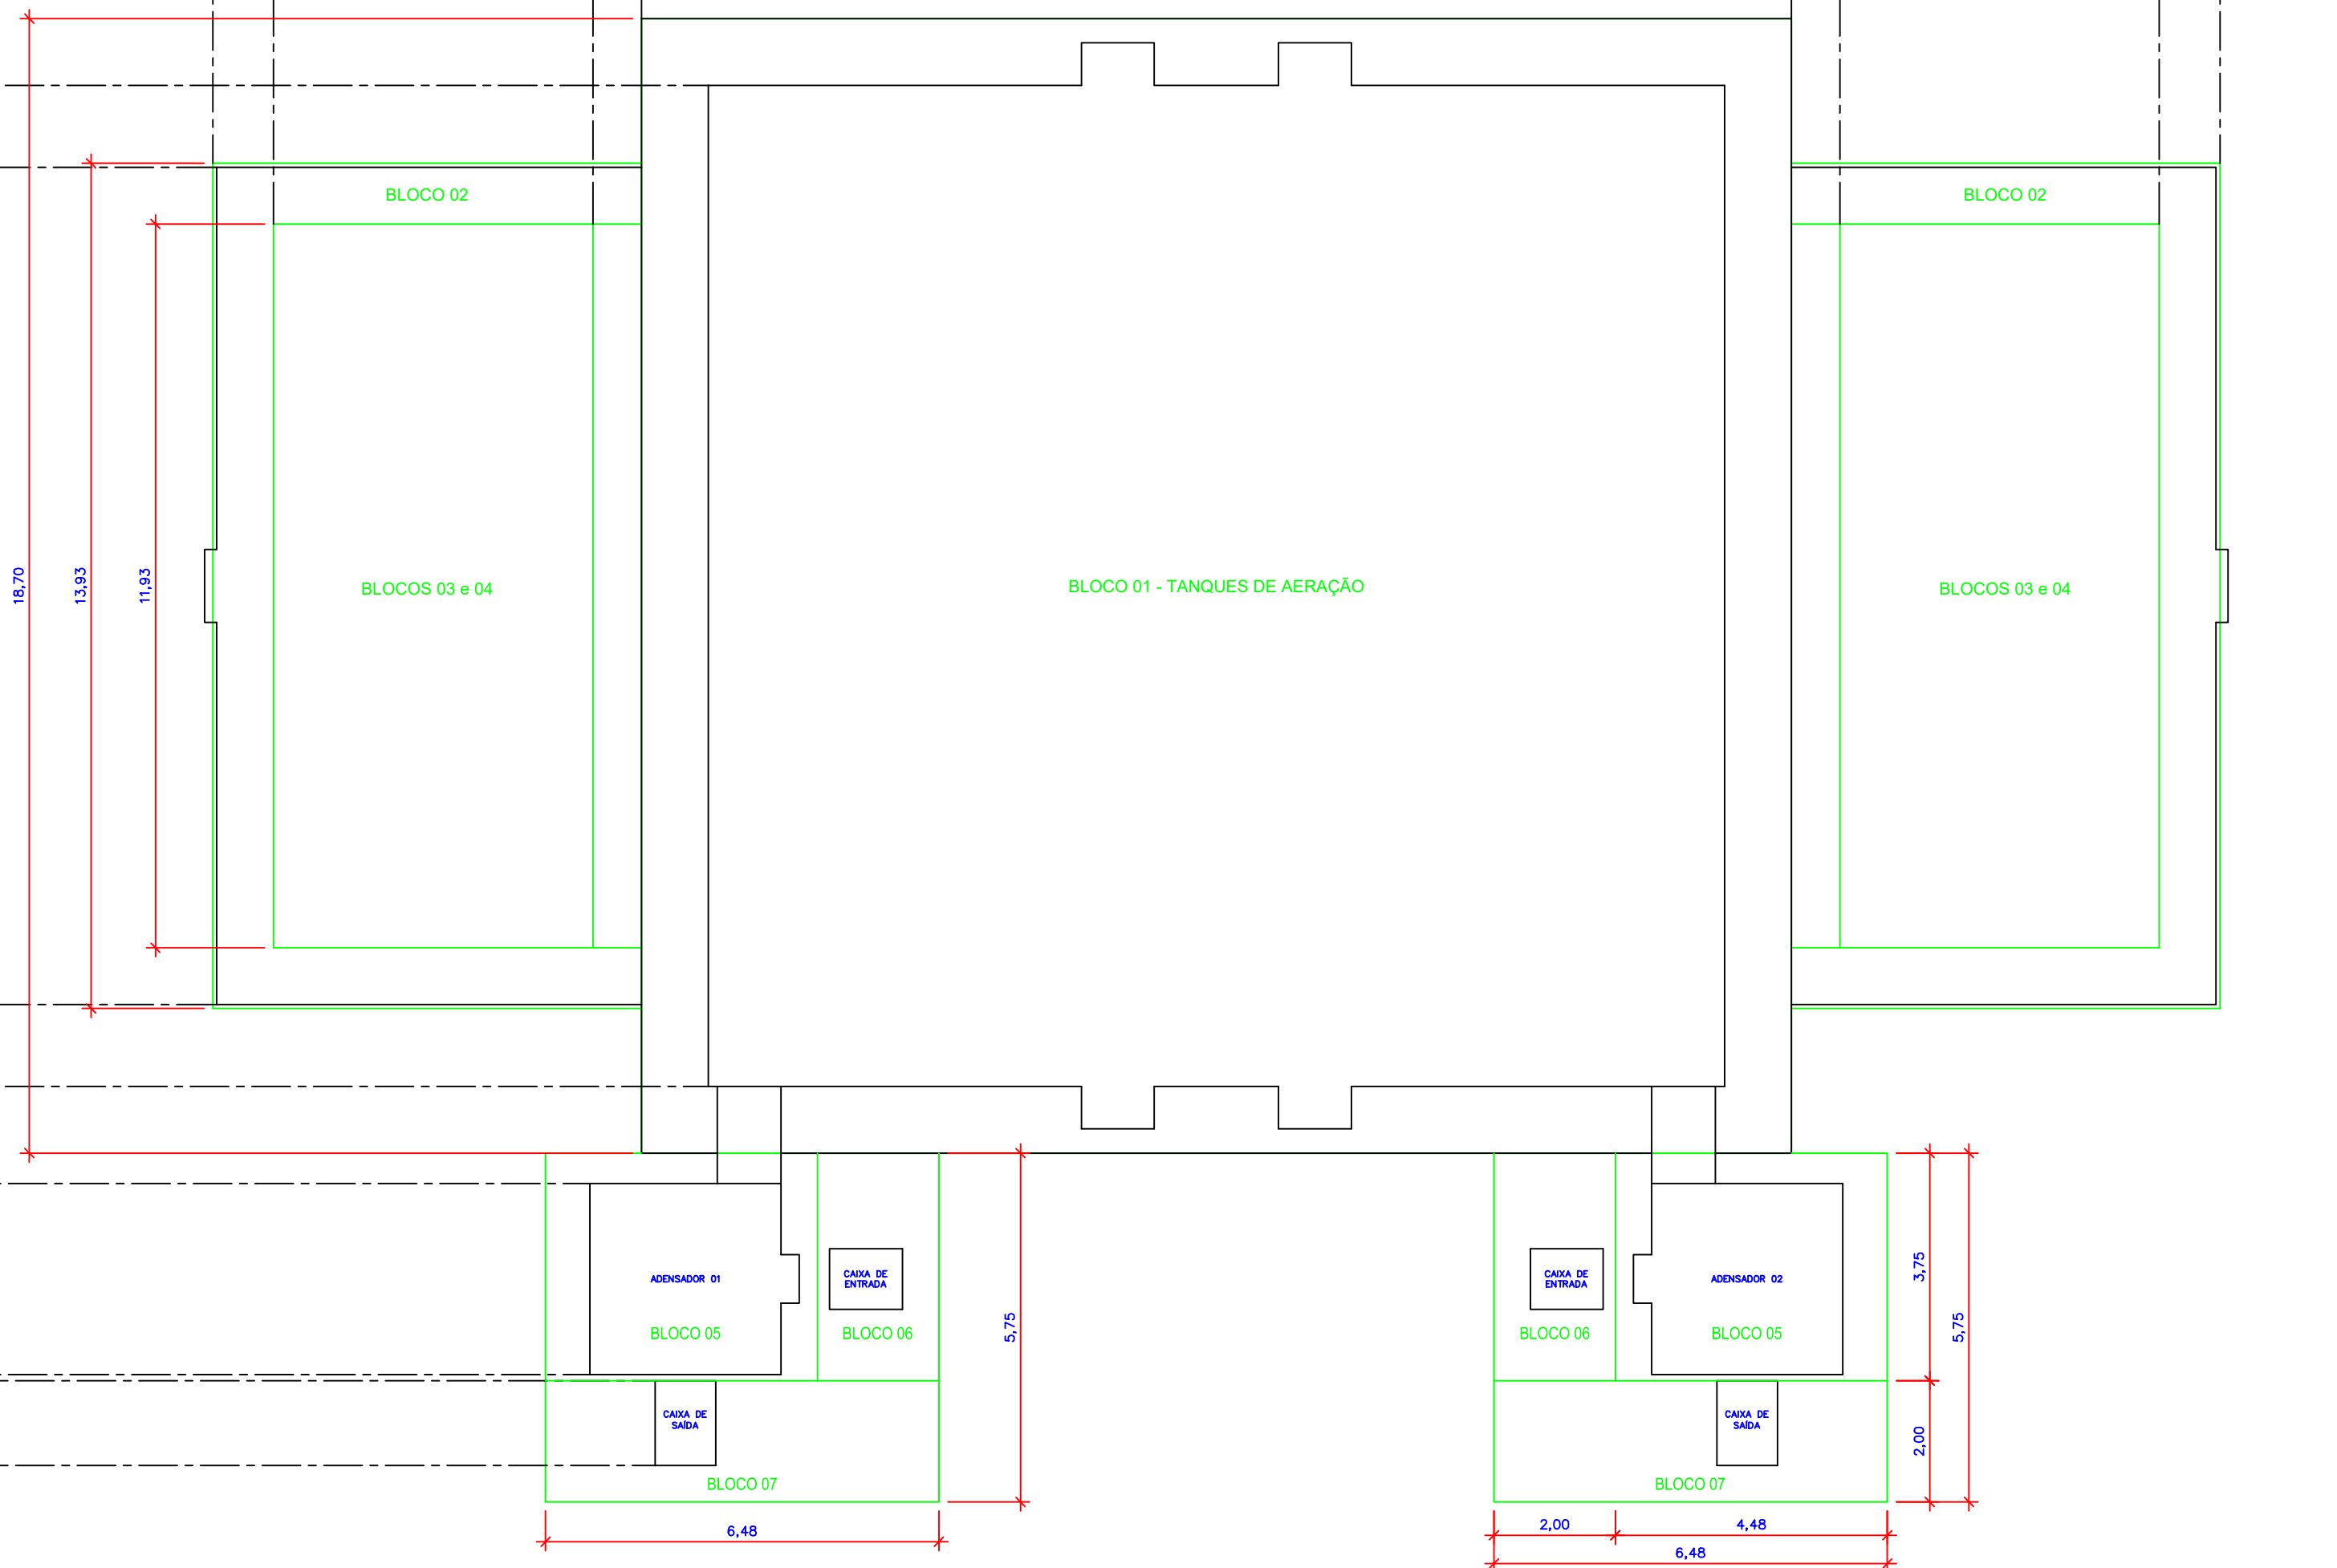 BLOCO 02
BLOCO 02
18,70
13,93
11,93
BLOCOS 03 e 04
BLOCO 01 - TANQUES DE AERAÇÃO
BLOCOS 03 e 04
ADENSADOR 01
BLOCO 05
CAIXA DE
ENTRADA
BLOCO 06
5,75
CAIXA DE
ENTRADA
BLOCO 06
ADENSADOR 02
BLOCO 05
3,75
5,75
CAIXA DE
SAÍDA
BLOCO 07
CAIXA DE
SAÍDA
BLOCO 07
2,00
6,48
2,00
4,48
6,48